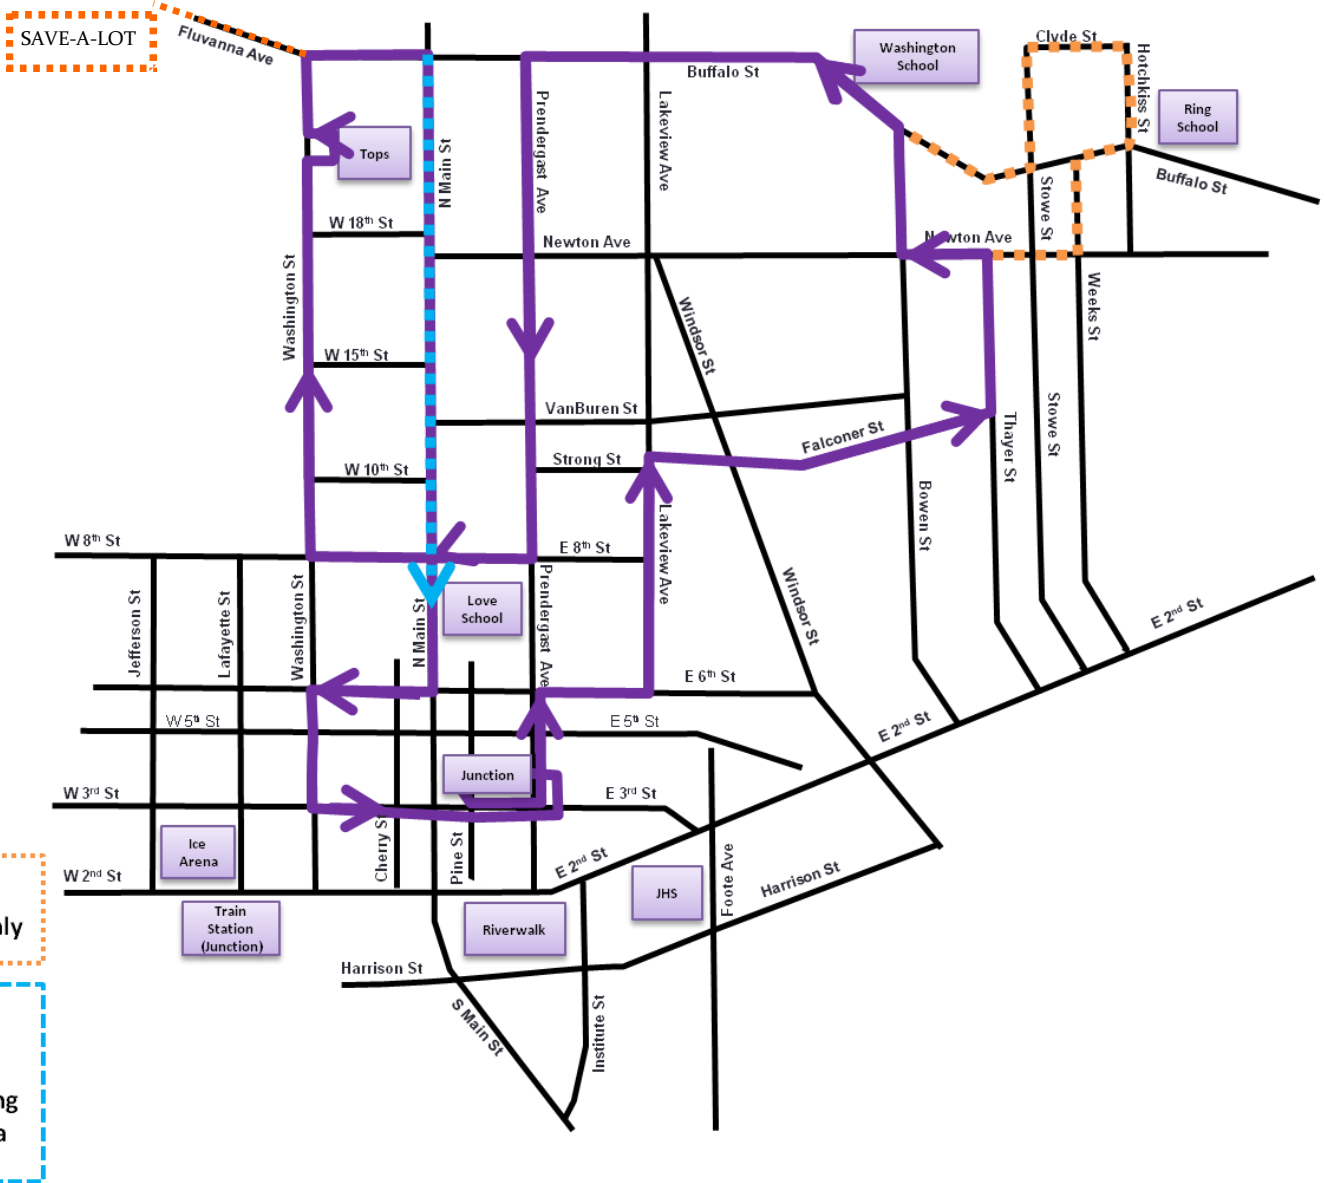 SAVE-A-LOT
Fluvanna Ave
Washington
School
Clyde St
Hotchkiss St
Ring
School
Buffalo St
Buffalo St
Prendergast Ave
Lakeview Ave
N Main St
Tops
W 18th St
Newton Ave
Newton Ave
Stowe St
Weeks St
Washington St
Windsor St
W 15th St
VanBuren St
Falconer St
Thayer St
Stowe St
Strong St
W 10th St
Bowen St
Lakeview Ave
W 8th St
E 8th St
Jefferson St
Lafayette St
Washington St
N Main St
Love
School
Prendergast Ave
Windsor St
E 2nd St
E 6th St
W 5th St
E 5th St
E 2nd St
Junction
W 3rd St
E 3rd St
Cherry St
Pine St
Ice
Arena
E 2nd St
W 2nd St
JHS
Foote Ave
Harrison St
Train
Station
(Junction)
Riverwalk
Harrison St
S Main St
Institute St